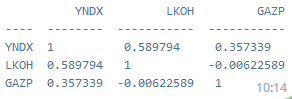 YNDX LKOH GAZP
---- -------- ----------- -----------
YNDX 1 0.589794 0.357339
LKOH 0.589794 1 -0.00622589
GAZP 0.357339 -0.00622589 1
10:14